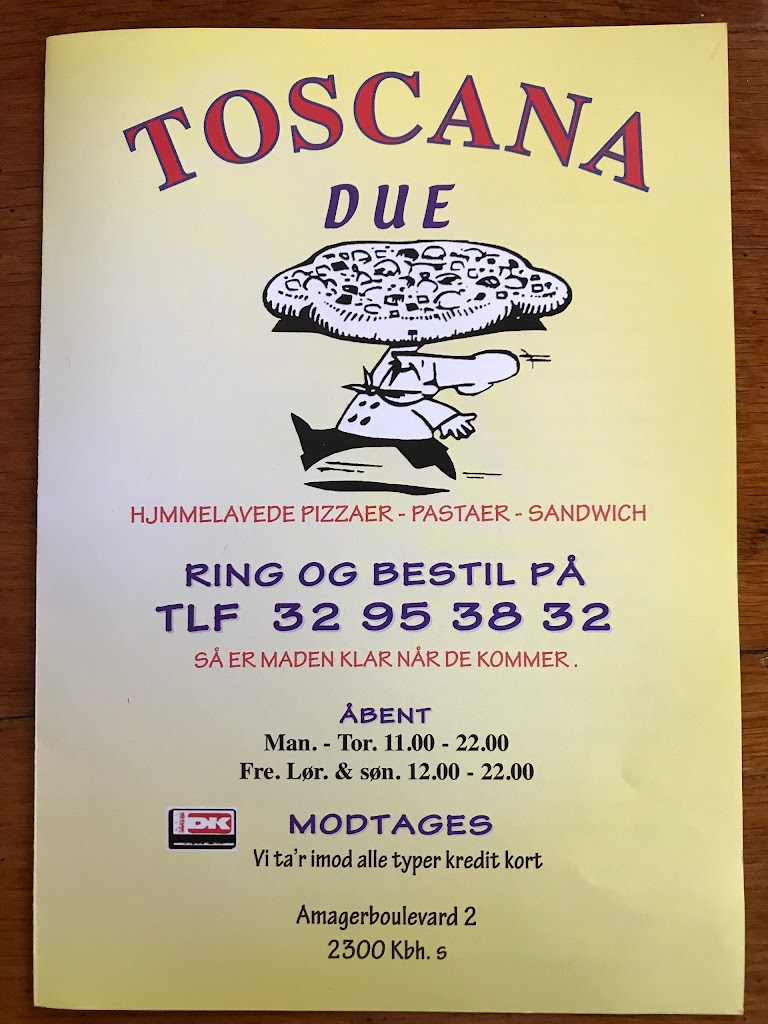 TOSCANA
DUE
HJMMELAVEDE PIZZAER - PASTAER - SANDWICH
RING OG BESTIL PÅ
TLF 32 95 38 32
SÅ ER MADEN KLAR NÅR DE KOMMER .
ÅBENT
Man. - Tor. 11.00 - 22.00
Fre. Lør. & søn. 12.00 - 22.00
DK
MODTAGES
Vi ta'r imod alle typer kredit kort
Amagerboulevard 2
2300 Kbh. s